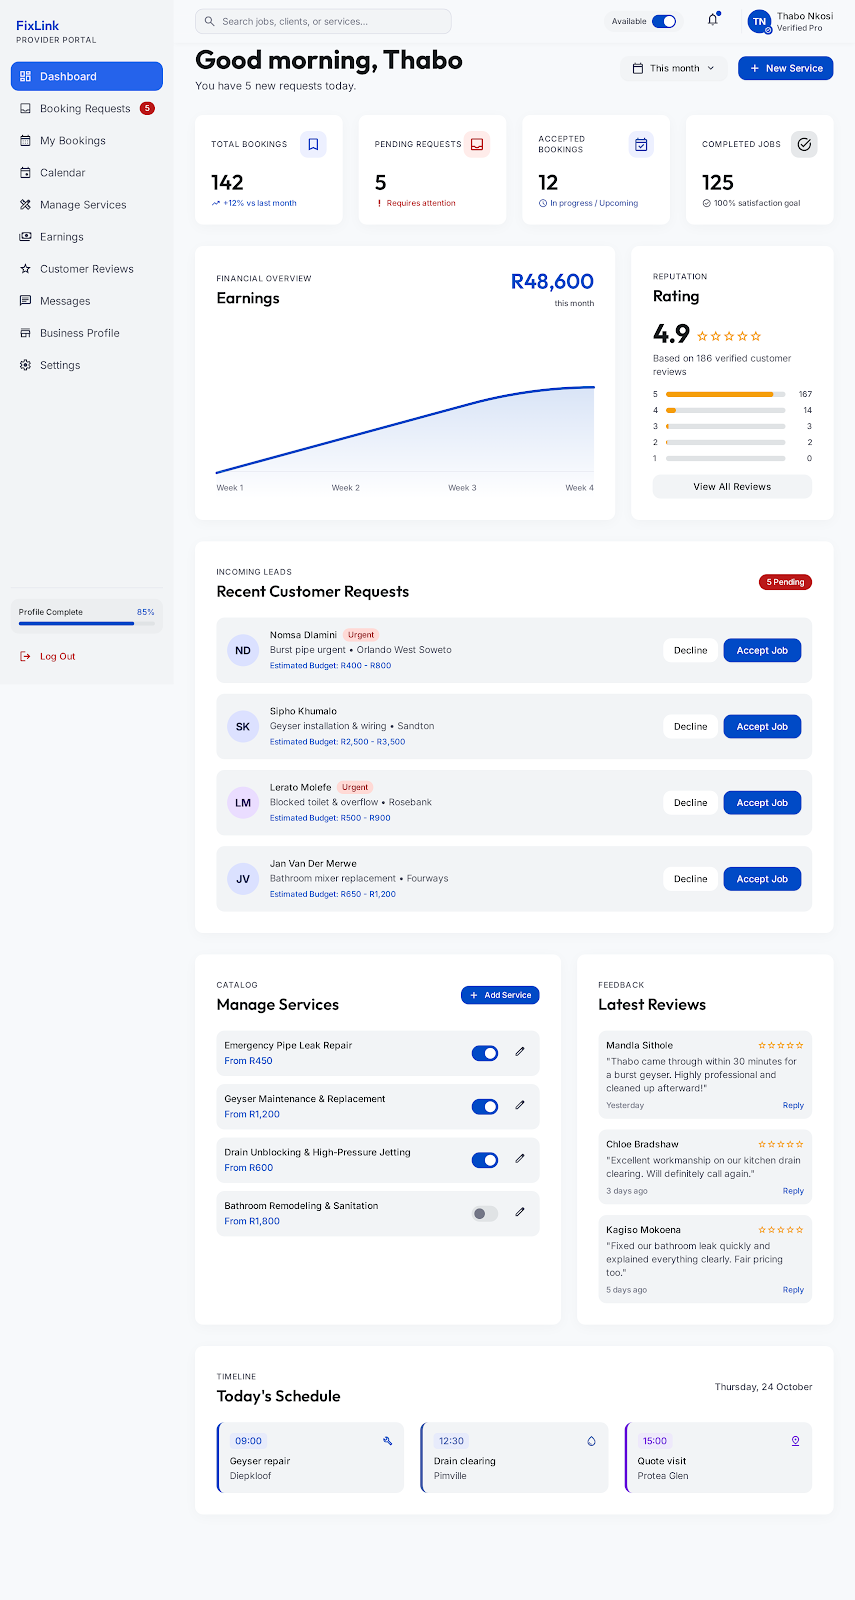 FixLink
PROVIDER PORTAL
Dashboard
Booking Requests 5
My Bookings
Calendar
Manage Services
Earnings
Customer Reviews
Messages
Business Profile
Settings
Profile Complete 85%
Log Out
Search jobs, clients, or services...
Available
TN
Thabo Nkosi
Verified Pro
Good morning, Thabo
You have 5 new requests today.
This month
New Service
TOTAL BOOKINGS
142
+12% vs last month
PENDING REQUESTS
5
Requires attention
ACCEPTED
BOOKINGS
12
In progress / Upcoming
COMPLETED JOBS
125
100% satisfaction goal
FINANCIAL OVERVIEW
Earnings
R48,600
this month
Week 1 Week 2 Week 3 Week 4
REPUTATION
Rating
4.9
Based on 186 verified customer
reviews
5 167
4 14
3 3
2 2
1 0
View All Reviews
INCOMING LEADS
Recent Customer Requests
5 Pending
ND
Nomsa Dlamini Urgent
Burst pipe urgent • Orlando West Soweto
Estimated Budget: R400 - R800
Decline Accept Job
SK
Sipho Khumalo
Geyser installation & wiring • Sandton
Estimated Budget: R2,500 - R3,500
Decline Accept Job
LM
Lerato Molefe Urgent
Blocked toilet & overflow • Rosebank
Estimated Budget: R500 - R900
Decline Accept Job
JV
Jan Van Der Merwe
Bathroom mixer replacement • Fourways
Estimated Budget: R650 - R1,200
Decline Accept Job
CATALOG
Manage Services
Add Service
Emergency Pipe Leak Repair
From R450
Geyser Maintenance & Replacement
From R1,200
Drain Unblocking & High-Pressure Jetting
From R600
Bathroom Remodeling & Sanitation
From R1,800
FEEDBACK
Latest Reviews
Mandla Sithole
"Thabo came through within 30 minutes for
a burst geyser. Highly professional and
cleaned up afterward!"
Yesterday Reply
Chloe Bradshaw
"Excellent workmanship on our kitchen drain
clearing. Will definitely call again."
3 days ago Reply
Kagiso Mokoena
"Fixed our bathroom leak quickly and
explained everything clearly. Fair pricing
too."
5 days ago Reply
TIMELINE
Today's Schedule
Thursday, 24 October
09:00
Geyser repair
Diepkloof
12:30
Drain clearing
Pimville
15:00
Quote visit
Protea Glen